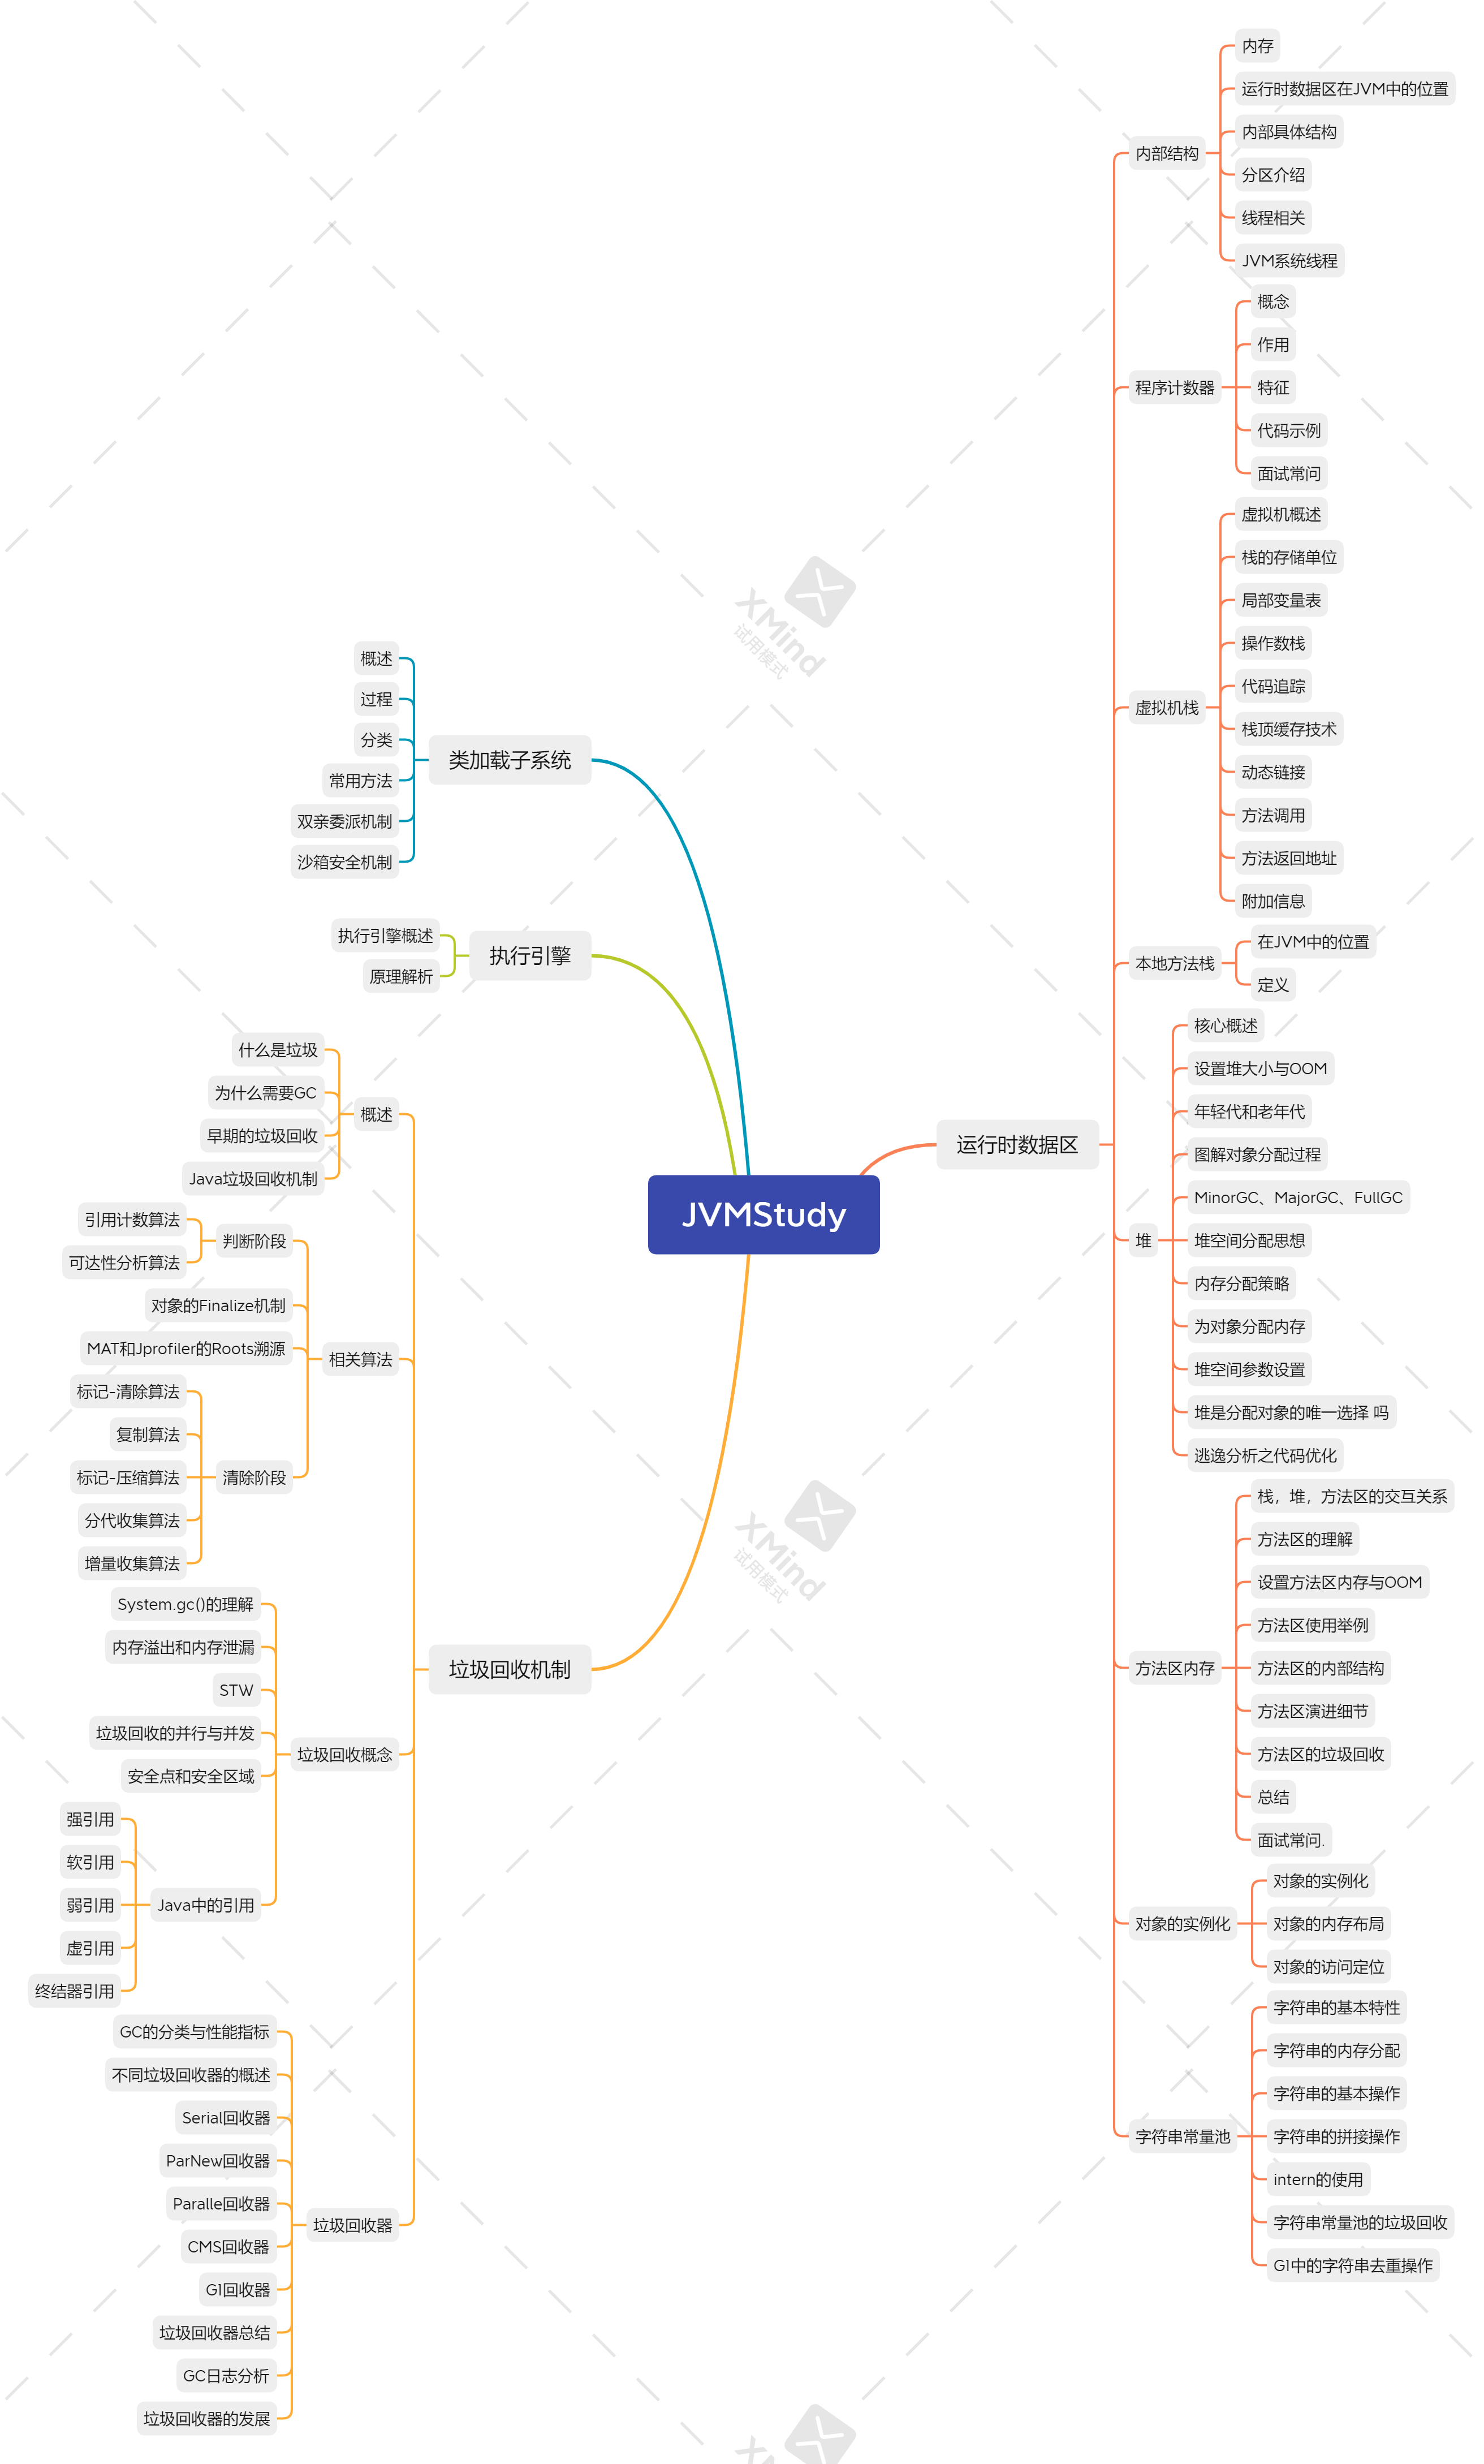 JVMStudy
运行时数据区
内部结构
内存
运行时数据区在JVM中的位置
内部具体结构
分区介绍
线程相关
JVM系统线程
程序计数器
概念
作用
特征
代码示例
面试常问
虚拟机栈
虚拟机概述
栈的存储单位
局部变量表
操作数栈
代码追踪
栈顶缓存技术
动态链接
方法调用
方法返回地址
附加信息
本地方法栈
在JVM中的位置
定义
堆
核心概述
设置堆大小与OOM
年轻代和老年代
图解对象分配过程
MinorGC、MajorGC、FullGC
堆空间分配思想
内存分配策略
为对象分配内存
堆空间参数设置
堆是分配对象的唯一选择 吗
逃逸分析之代码优化
方法区内存
栈，堆，方法区的交互关系
方法区的理解
设置方法区内存与OOM
方法区使用举例
方法区的内部结构
方法区演进细节
方法区的垃圾回收
总结
面试常问.
对象的实例化
对象的实例化
对象的内存布局
对象的访问定位
字符串常量池
字符串的基本特性
字符串的内存分配
字符串的基本操作
字符串的拼接操作
intern的使用
字符串常量池的垃圾回收
G1中的字符串去重操作
类加载子系统
概述
过程
分类
常用方法
双亲委派机制
沙箱安全机制
执行引擎
执行引擎概述
原理解析
垃圾回收机制
概述
什么是垃圾
为什么需要GC
早期的垃圾回收
Java垃圾回收机制
相关算法
判断阶段
引用计数算法
可达性分析算法
对象的Finalize机制
MAT和Jprofiler的Roots溯源
清除阶段
标记-清除算法
复制算法
标记-压缩算法
分代收集算法
增量收集算法
垃圾回收概念
System.gc()的理解
内存溢出和内存泄漏
STW
垃圾回收的并行与并发
安全点和安全区域
Java中的引用
强引用
软引用
弱引用
虚引用
终结器引用
垃圾回收器
GC的分类与性能指标
不同垃圾回收器的概述
Serial回收器
ParNew回收器
Paralle回收器
CMS回收器
G1回收器
垃圾回收器总结
GC日志分析
垃圾回收器的发展
XMind
试用模式
XMind
试用模式